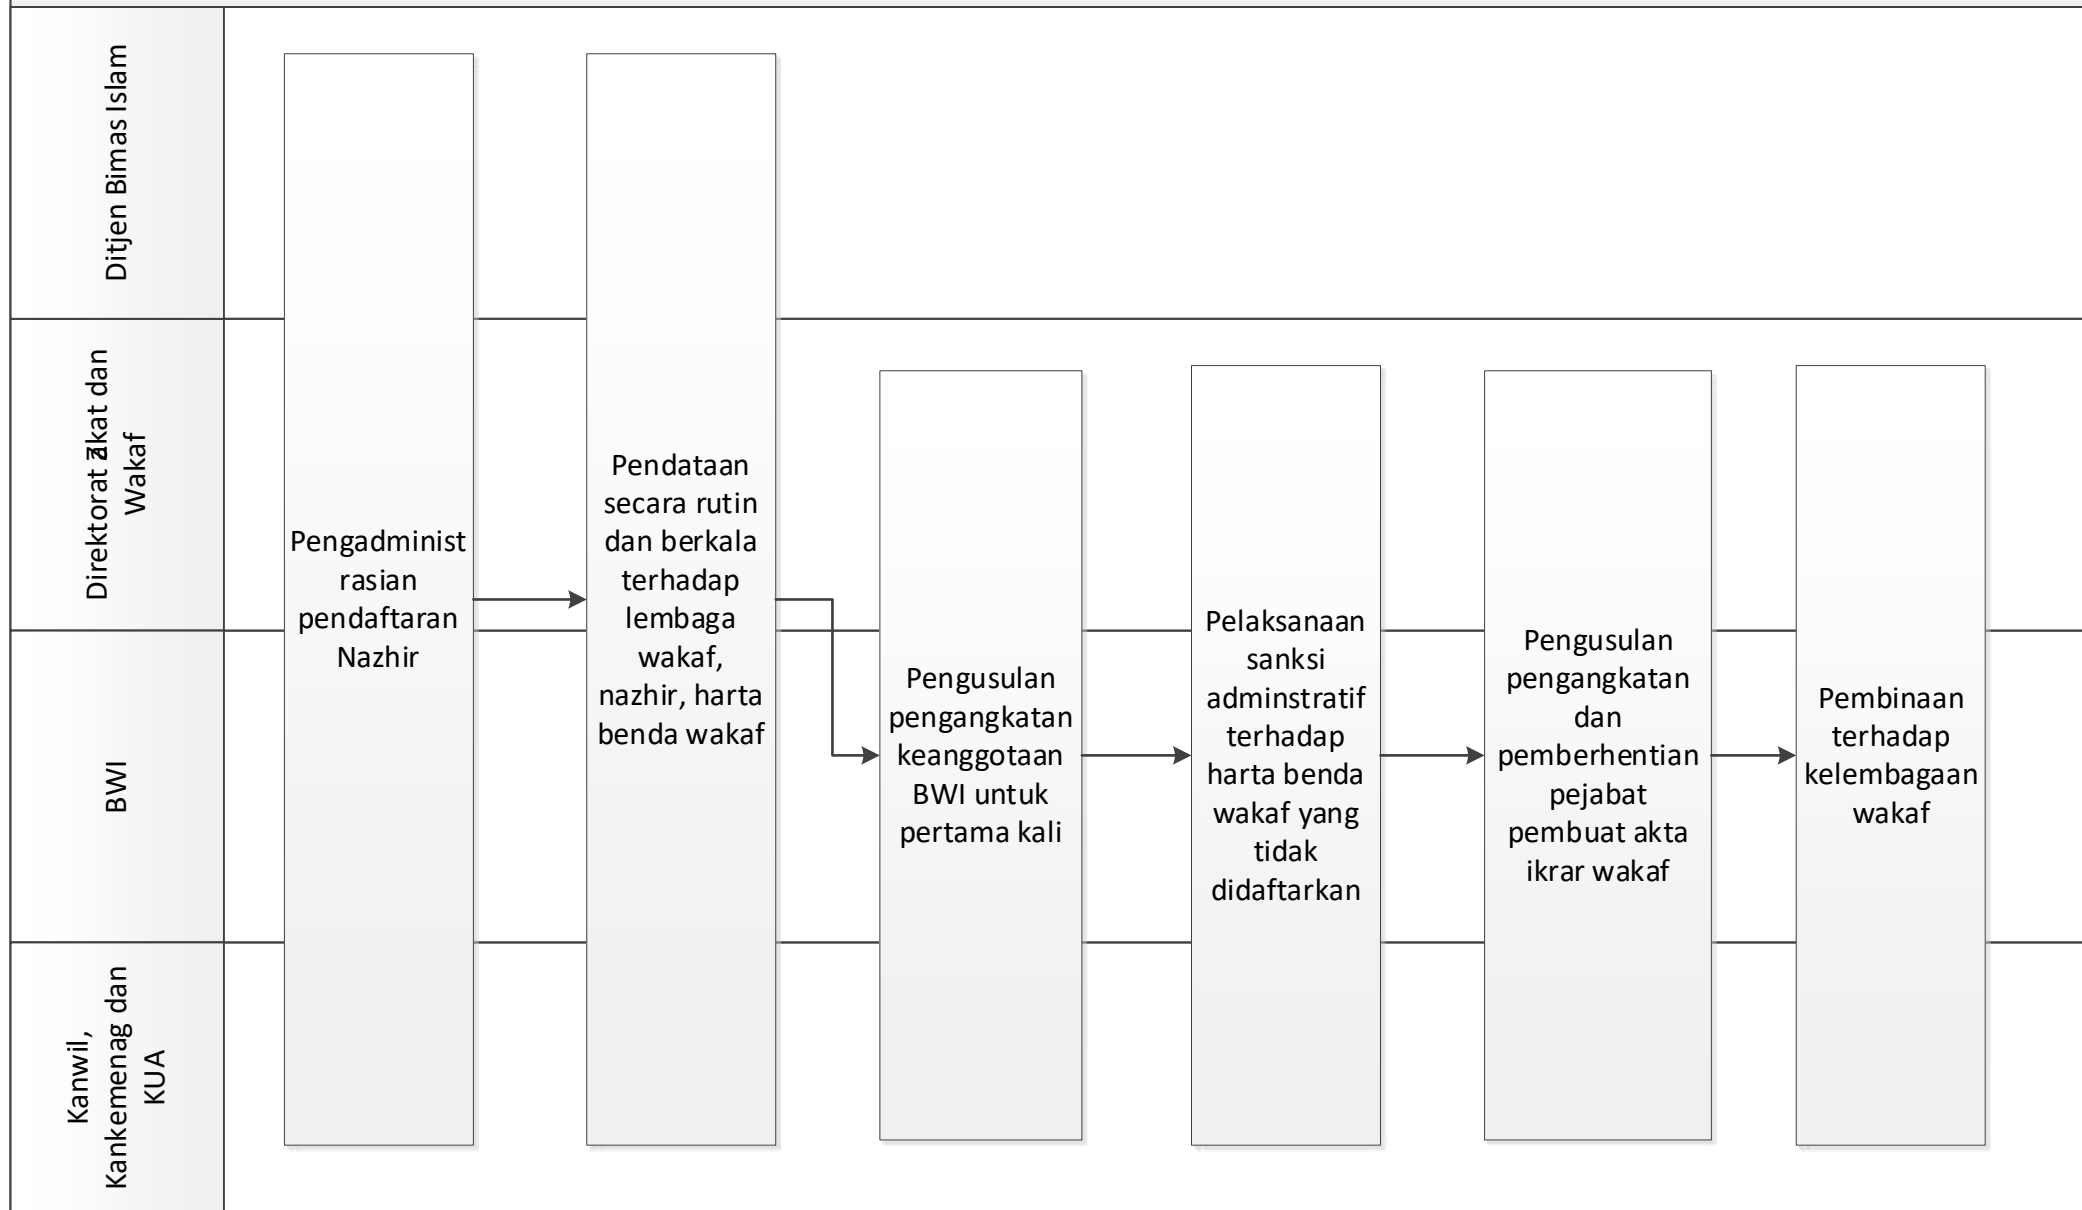 Ditjen Bimas Islam
Direktorat Zakat dan
Wakaf
BWI
Kanwil,
Kankemenag dan
KUA
Pengadminist
rasian
pendaftaran
Nazhir
Pendataan
secara rutin
dan berkala
terhadap
lembaga
wakaf,
nazhir, harta
benda wakaf
Pengusulan
pengangkatan
keanggotaan
BWI untuk
pertama kali
Pelaksanaan
sanksi
adminstratif
terhadap
harta benda
wakaf yang
tidak
didaftarkan
Pengusulan
pengangkatan
dan
pemberhentian
pejabat
pembuat akta
ikrar wakaf
Pembinaan
terhadap
kelembagaan
wakaf